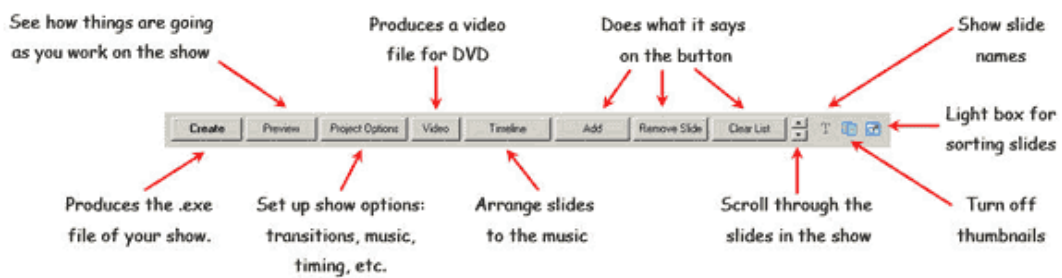 See how things are going
as you work on the show
Produces a video
file for DVD
Does what it says
on the button
Show slide
names
Create Preview Project Options Video Timeline Add Remove Slide Clear List T
Light box for
sorting slides
Produces the .exe
file of your show.
Set up show options:
transitions, music,
timing, etc.
Arrange slides
to the music
Scroll through the
slides in the show
Turn off
thumbnails